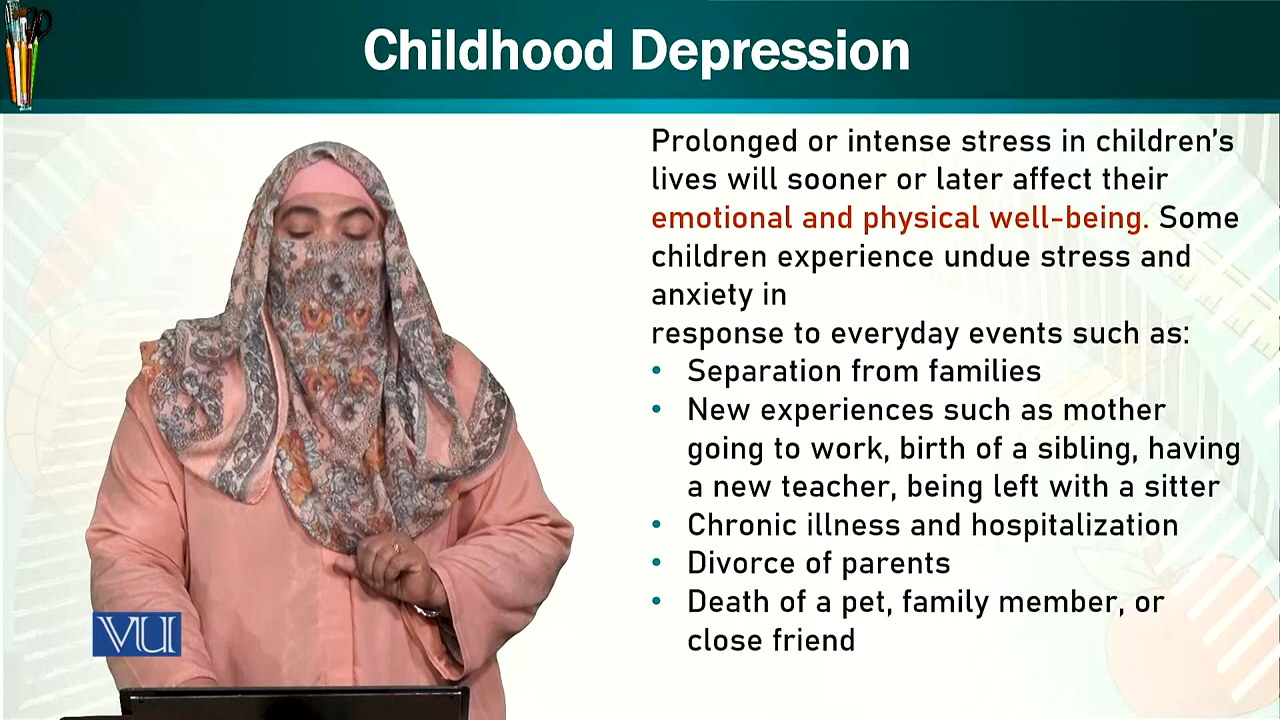 Childhood Depression
Prolonged or intense stress in children's
lives will sooner or later affect their
emotional and physical well-being. Some
children experience undue stress and
anxiety in
response to everyday events such as:
• Separation from families
• New experiences such as mother
going to work, birth of a sibling, having
a new teacher, being left with a sitter
• Chronic illness and hospitalization
• Divorce of parents
• Death of a pet, family member, or
close friend
VU